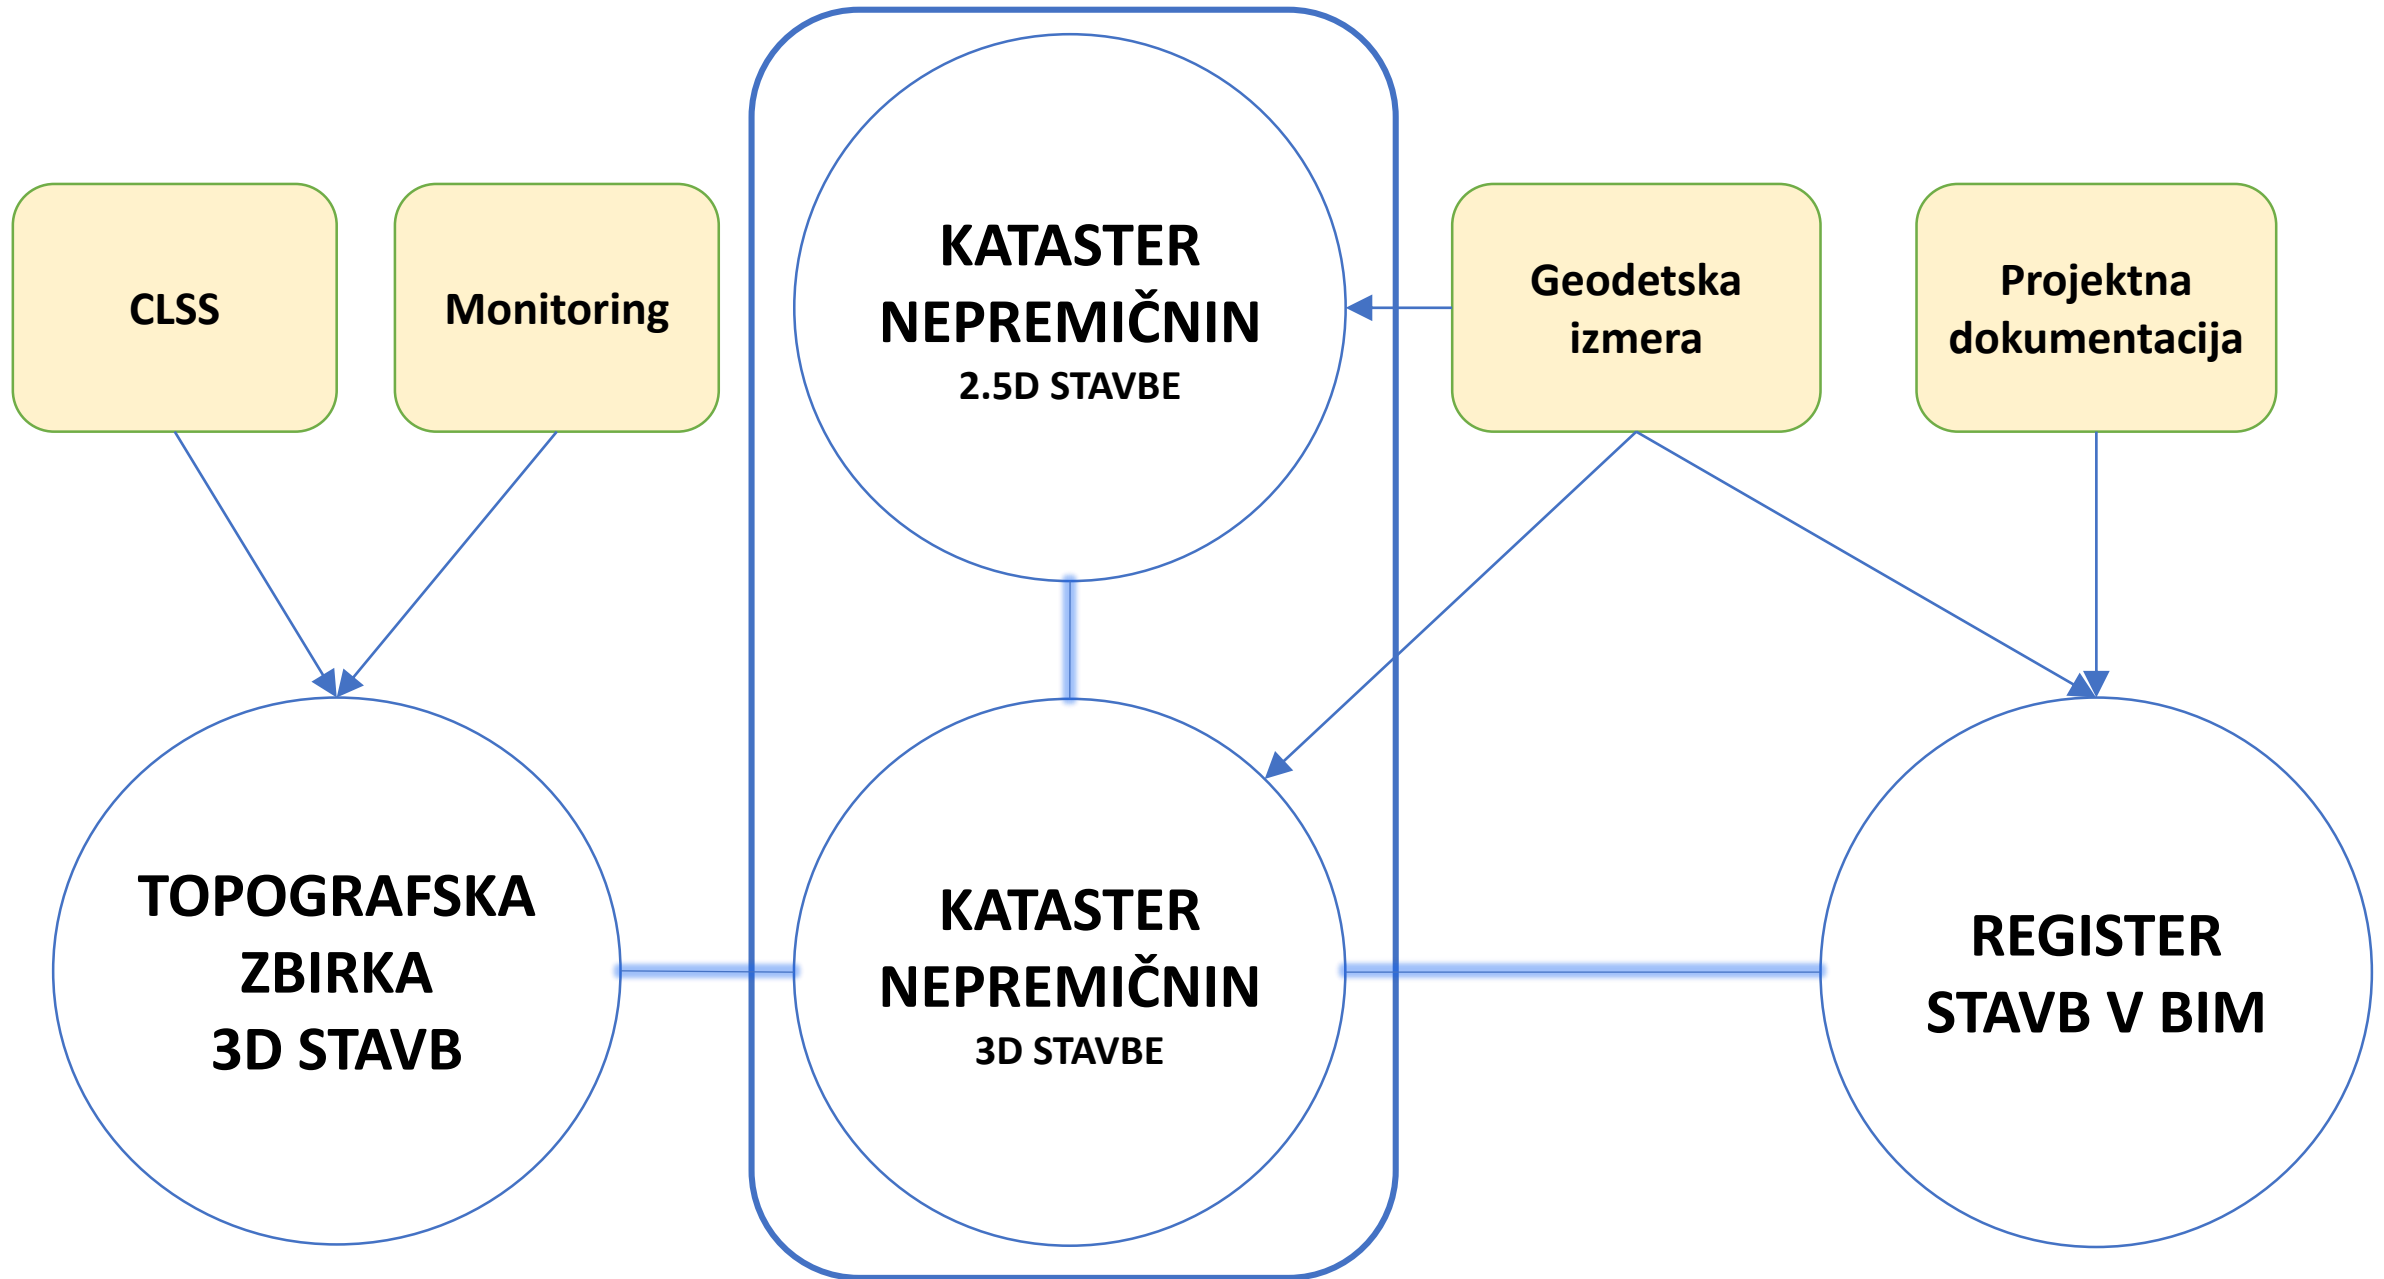 CLSS
Monitoring
KATASTER
NEPREMIČNIN
2.5D STAVBE
Geodetska
izmera
Projektna
dokumentacija
TOPOGRAFSKA
ZBIRKA
3D STAVB
KATASTER
NEPREMIČNIN
3D STAVBE
REGISTER
STAVB V BIM